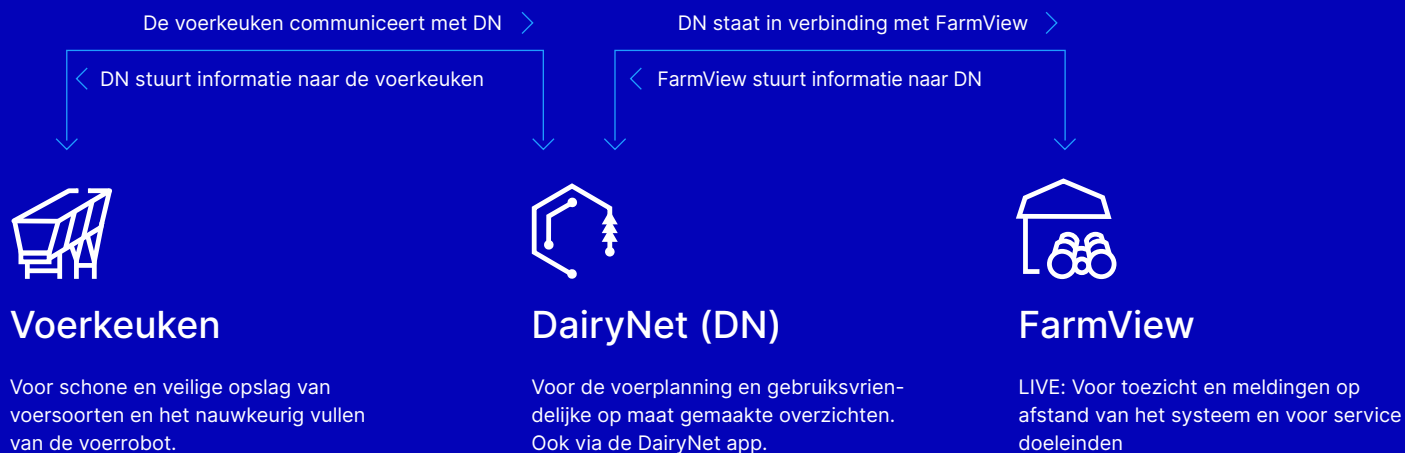 De voerkeuken communiceert met DN
DN staat in verbinding met FarmView
DN stuurt informatie naar de voerkeuken
FarmView stuurt informatie naar DN
Voerkeuken
Voor schone en veilige opslag van
voersoorten en het nauwkeurig vullen
van de voerrobot.
DairyNet (DN)
Voor de voerplanning en gebruiksvrien-
delijke op maat gemaakte overzichten.
Ook via de DairyNet app.
FarmView
LIVE: Voor toezicht en meldingen op
afstand van het systeem en voor service
doeleinden